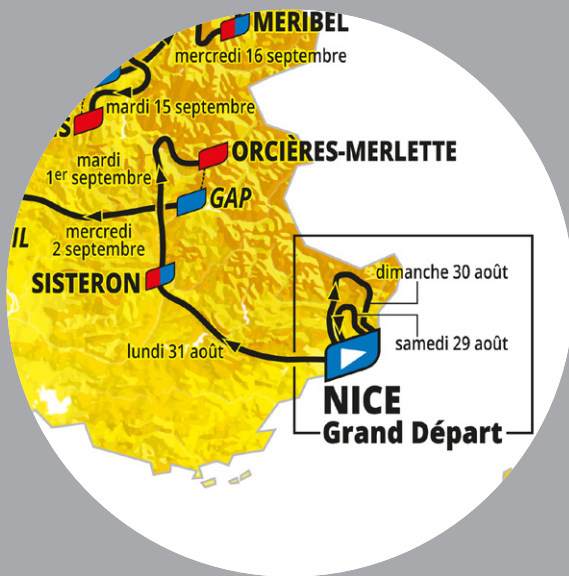 MERIBEL
mercredi 16 septembre
mardi 15 septembre
S
ORCIÈRES-MERLETTE
mardi
1er septembre
GAP
mercredi
2 septembre
IL
SISTERON
dimanche 30 août
samedi 29 août
lundi 31 août
NICE
Grand Départ